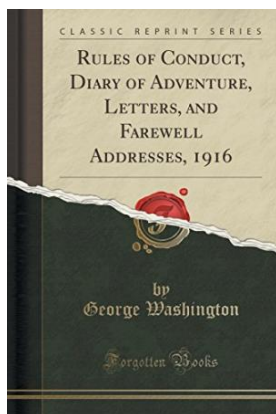 CLASSIC REPRINT SERIES
RULES OF CONDUCT,
DIARY OF ADVENTURE,
LETTERS, AND
FAREWELL
ADDRESSES, 1916
by
George Washington
Forgotten Books